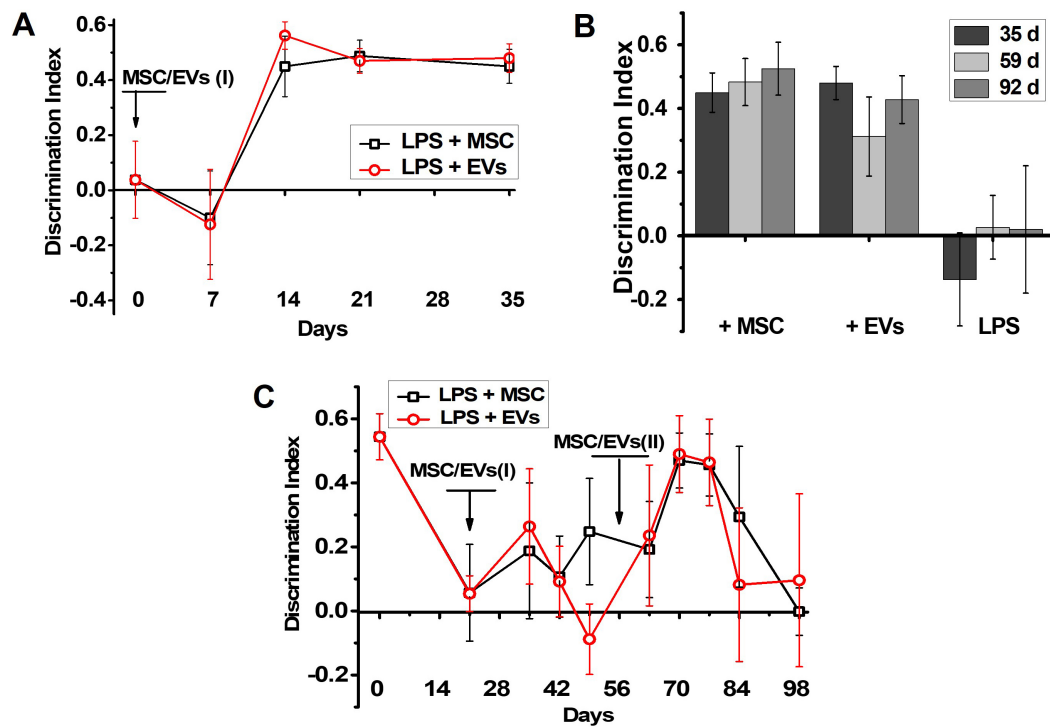 A
0.6
0.4
0.2
0.0
-0.2
-0.4
Discrimination Index
MSC/EVs (I)
LPS + MSC
LPS + EVs
0 7 14 21 28 35
Days
B
0.6
0.4
0.2
0.0
-0.2
Discrimination Index
35 d
59 d
92 d
+ MSC + EVs LPS
C
LPS + MSC
LPS + EVs
0.6
0.4
0.2
0.0
-0.2
Discrimination Index
MSC/EVs(I)
MSC/EVs(II)
0 14 28 42 56 70 84 98
Days